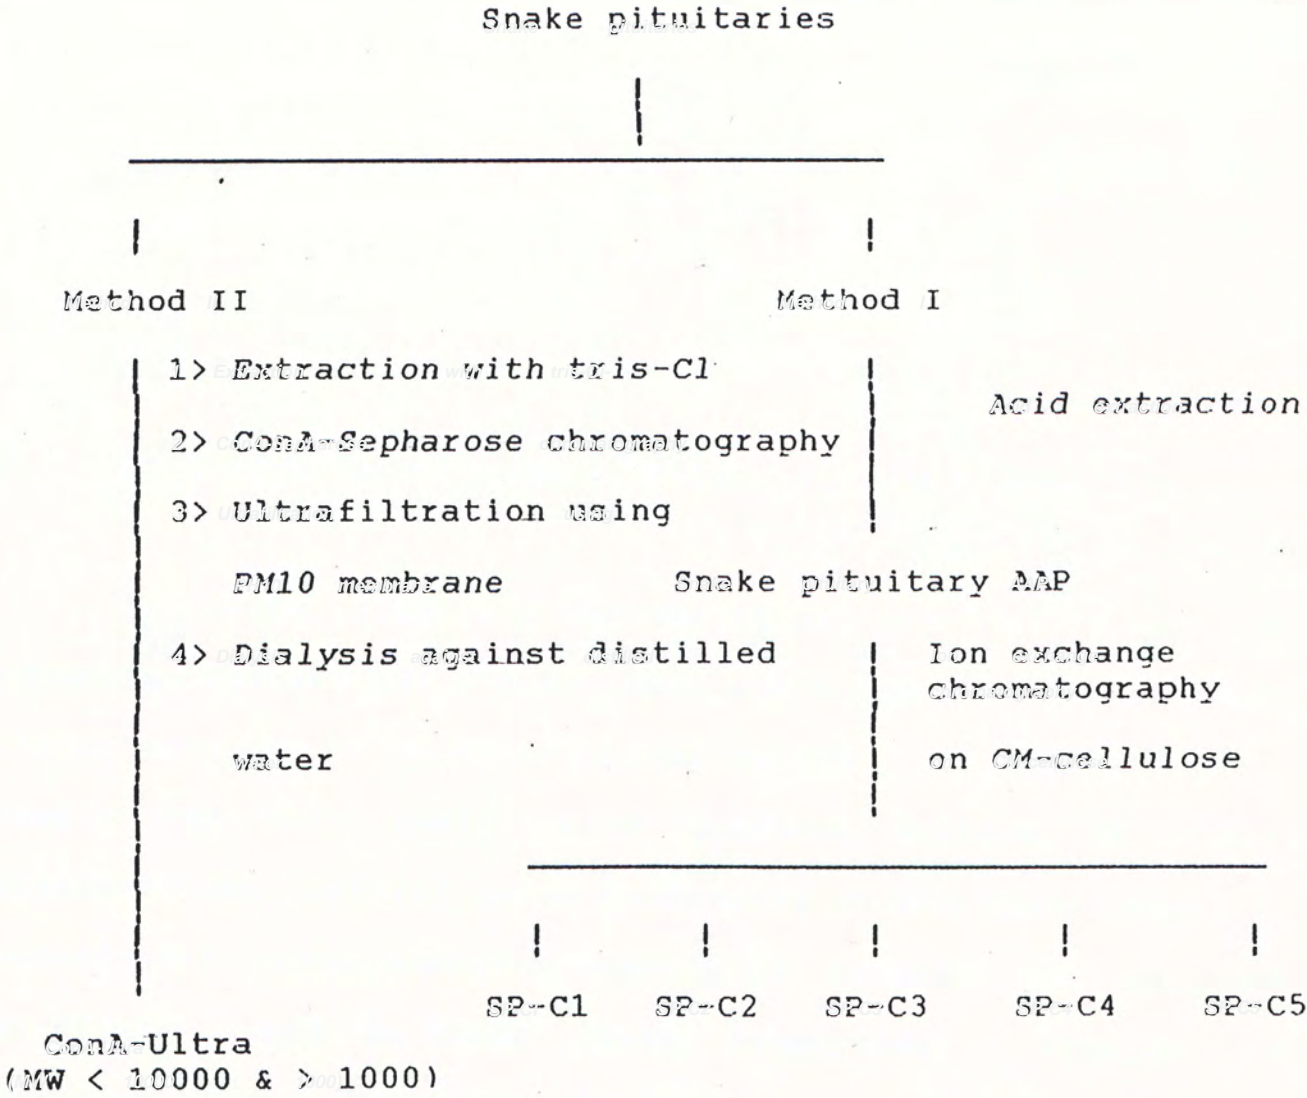 Snake pituitaries
Method II
Method I
1> Extraction with tris-Cl
Acid extraction
2> ConA-Sepharose chromatography
3> Ultrafiltration using
PM10 membrane
Snake pituitary AAP
4> Dialysis against distilled
water
Ion exchange
chromatography
on CM-cellulose
SP-C1
SP-C2
SP-C3
SP-C4
SP-C5
ConA-Ultra
(MW < 10000 & > 1000)